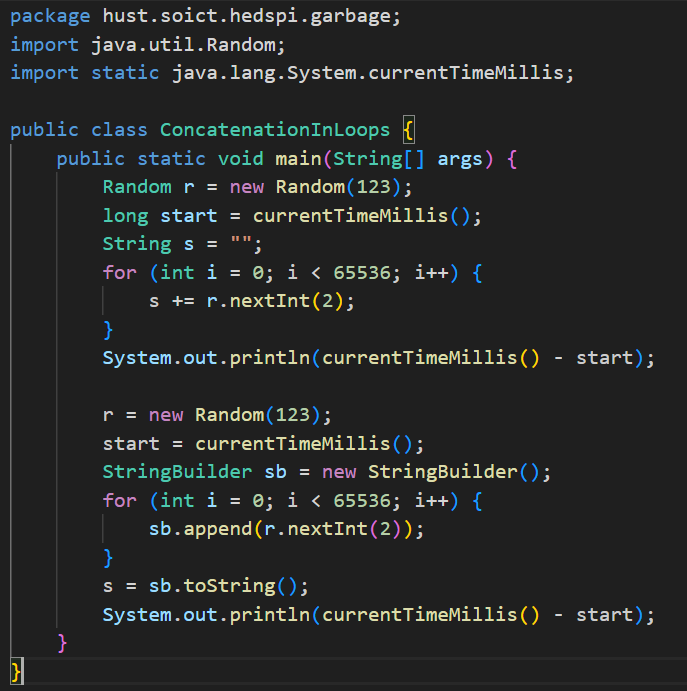 package hust.soict.hedspi.garbage;
import java.util.Random;
import static java.lang.System.currentTimeMillis;

public class ConcatenationInLoops {
    public static void main(String[] args) {
        Random r = new Random(123);
        long start = currentTimeMillis();
        String s = "";
        for (int i = 0; i < 65536; i++) {
            s += r.nextInt(2);
        }
        System.out.println(currentTimeMillis() - start);

        r = new Random(123);
        start = currentTimeMillis();
        StringBuilder sb = new StringBuilder();
        for (int i = 0; i < 65536; i++) {
            sb.append(r.nextInt(2));
        }
        s = sb.toString();
        System.out.println(currentTimeMillis() - start);
    }
}